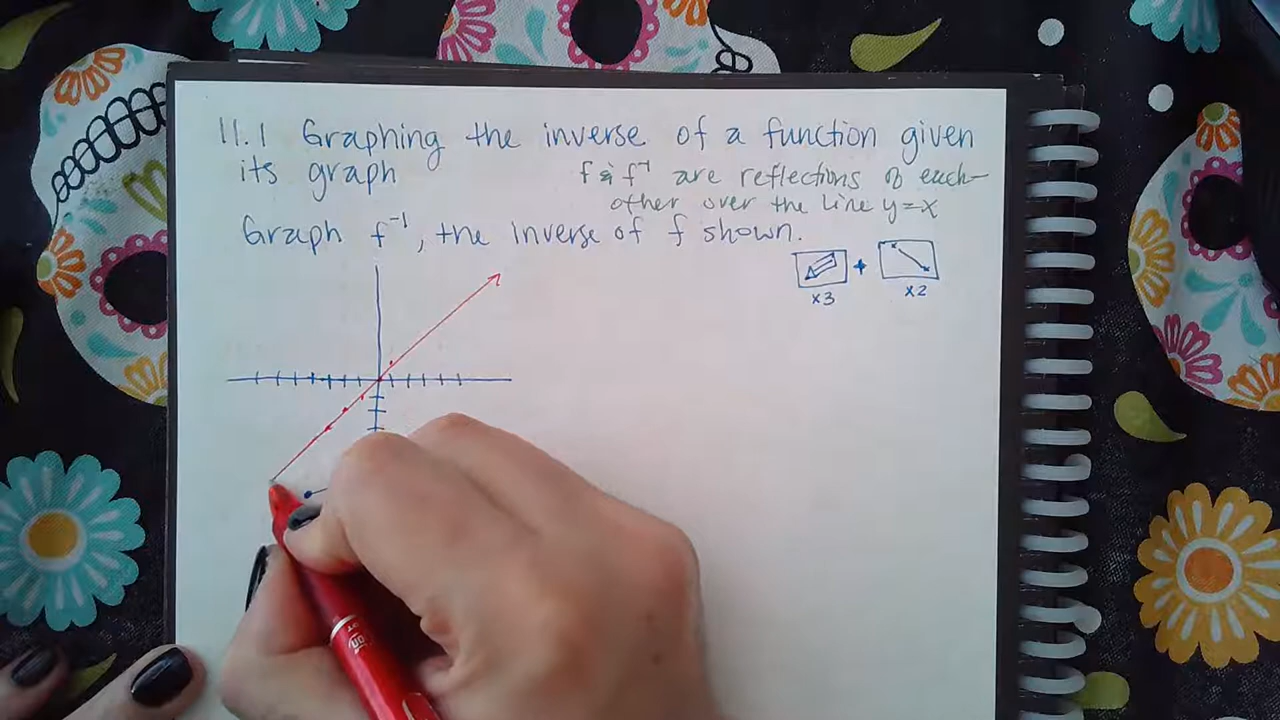 11.1 Graphing the inverse of a function given
its graph
f & f⁻¹ are reflections of each-
other over the line y=x
Graph f⁻¹, the inverse of f shown.
+
x3 x2